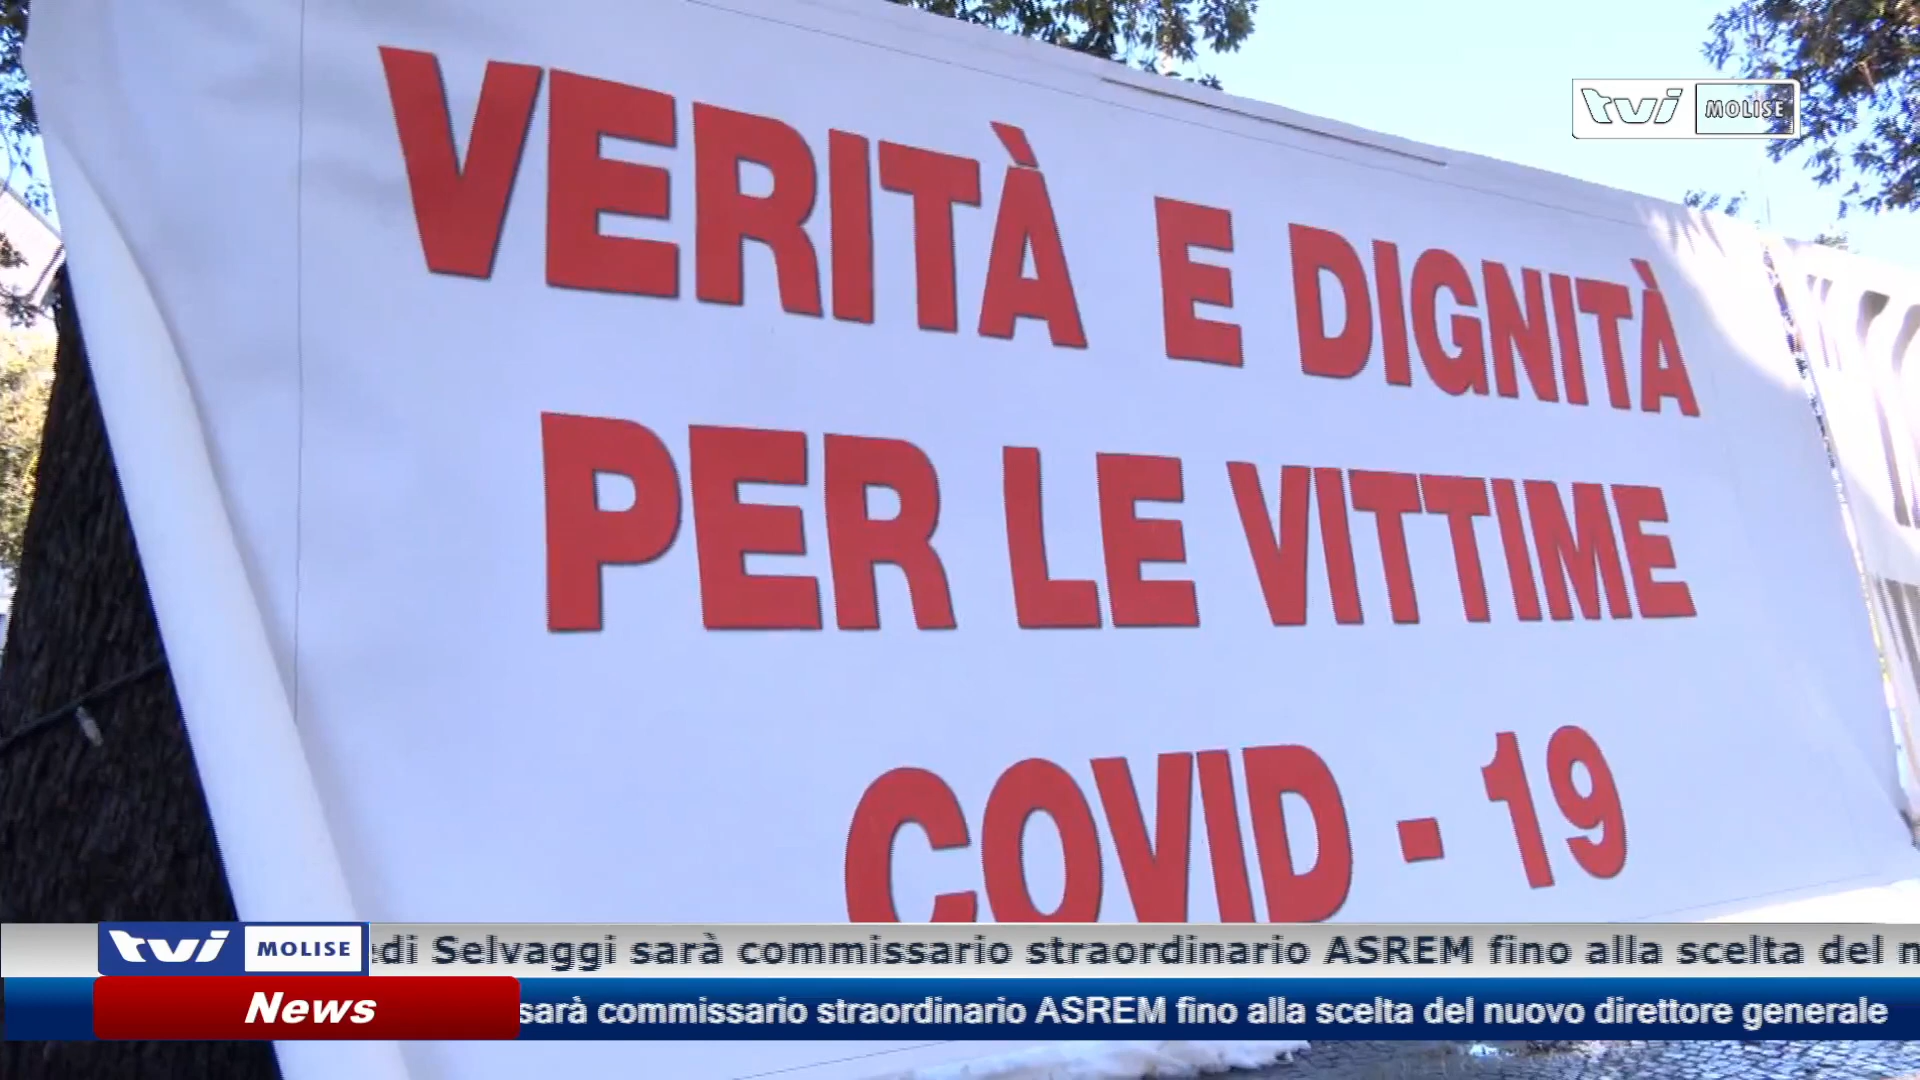 VERITÀ E DIGNITÀ
PER LE VITTIME
COVID - 19
tvi MOLISE
tvi MOLISE
Selvaggi sarà commissario straordinario ASREM fino alla scelta del
News
sarà commissario straordinario ASREM fino alla scelta del nuovo direttore generale